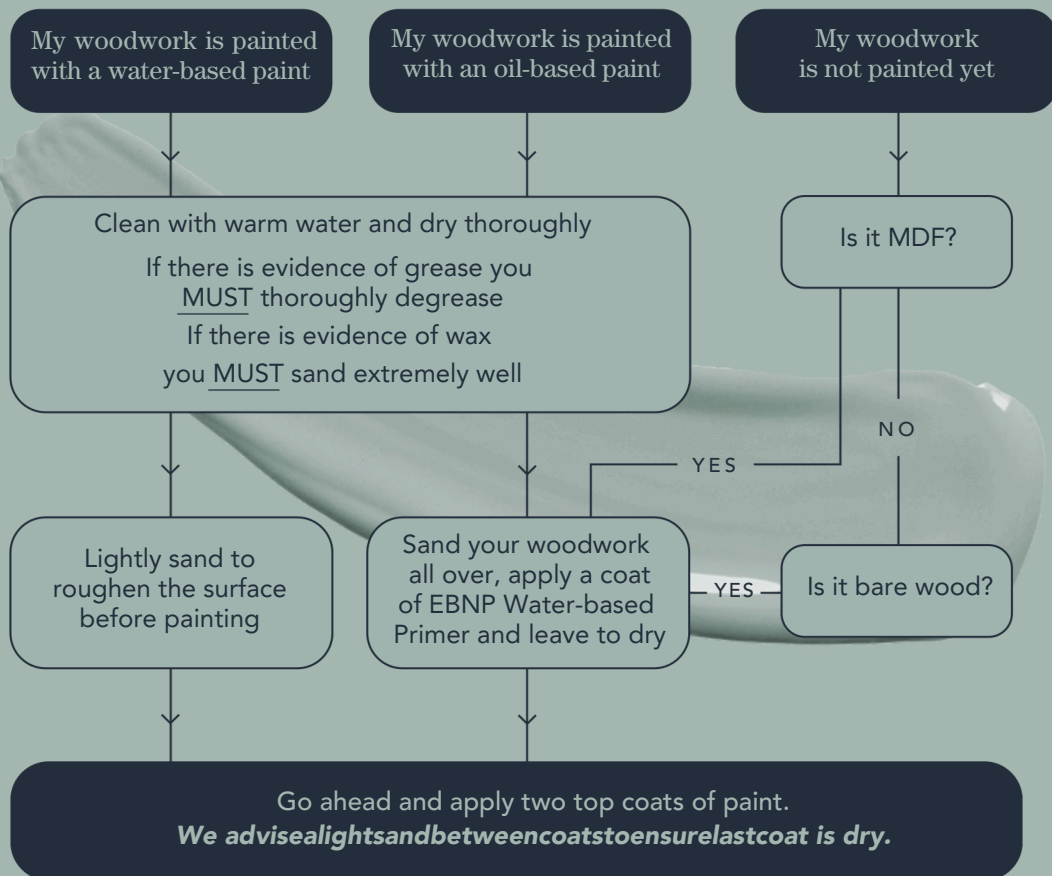 My woodwork is painted
with a water-based paint
My woodwork is painted
with an oil-based paint
My woodwork
is not painted yet
Clean with warm water and dry thoroughly
If there is evidence of grease you
MUST thoroughly degrease
If there is evidence of wax
you MUST sand extremely well
Is it MDF?
NO
YES
Lightly sand to
roughen the surface
before painting
Sand your woodwork
all over, apply a coat
of EBNP Water-based
Primer and leave to dry
YES
Is it bare wood?
Go ahead and apply two top coats of paint.
We advisealightsandbetweencoatstoensurelastcoat is dry.